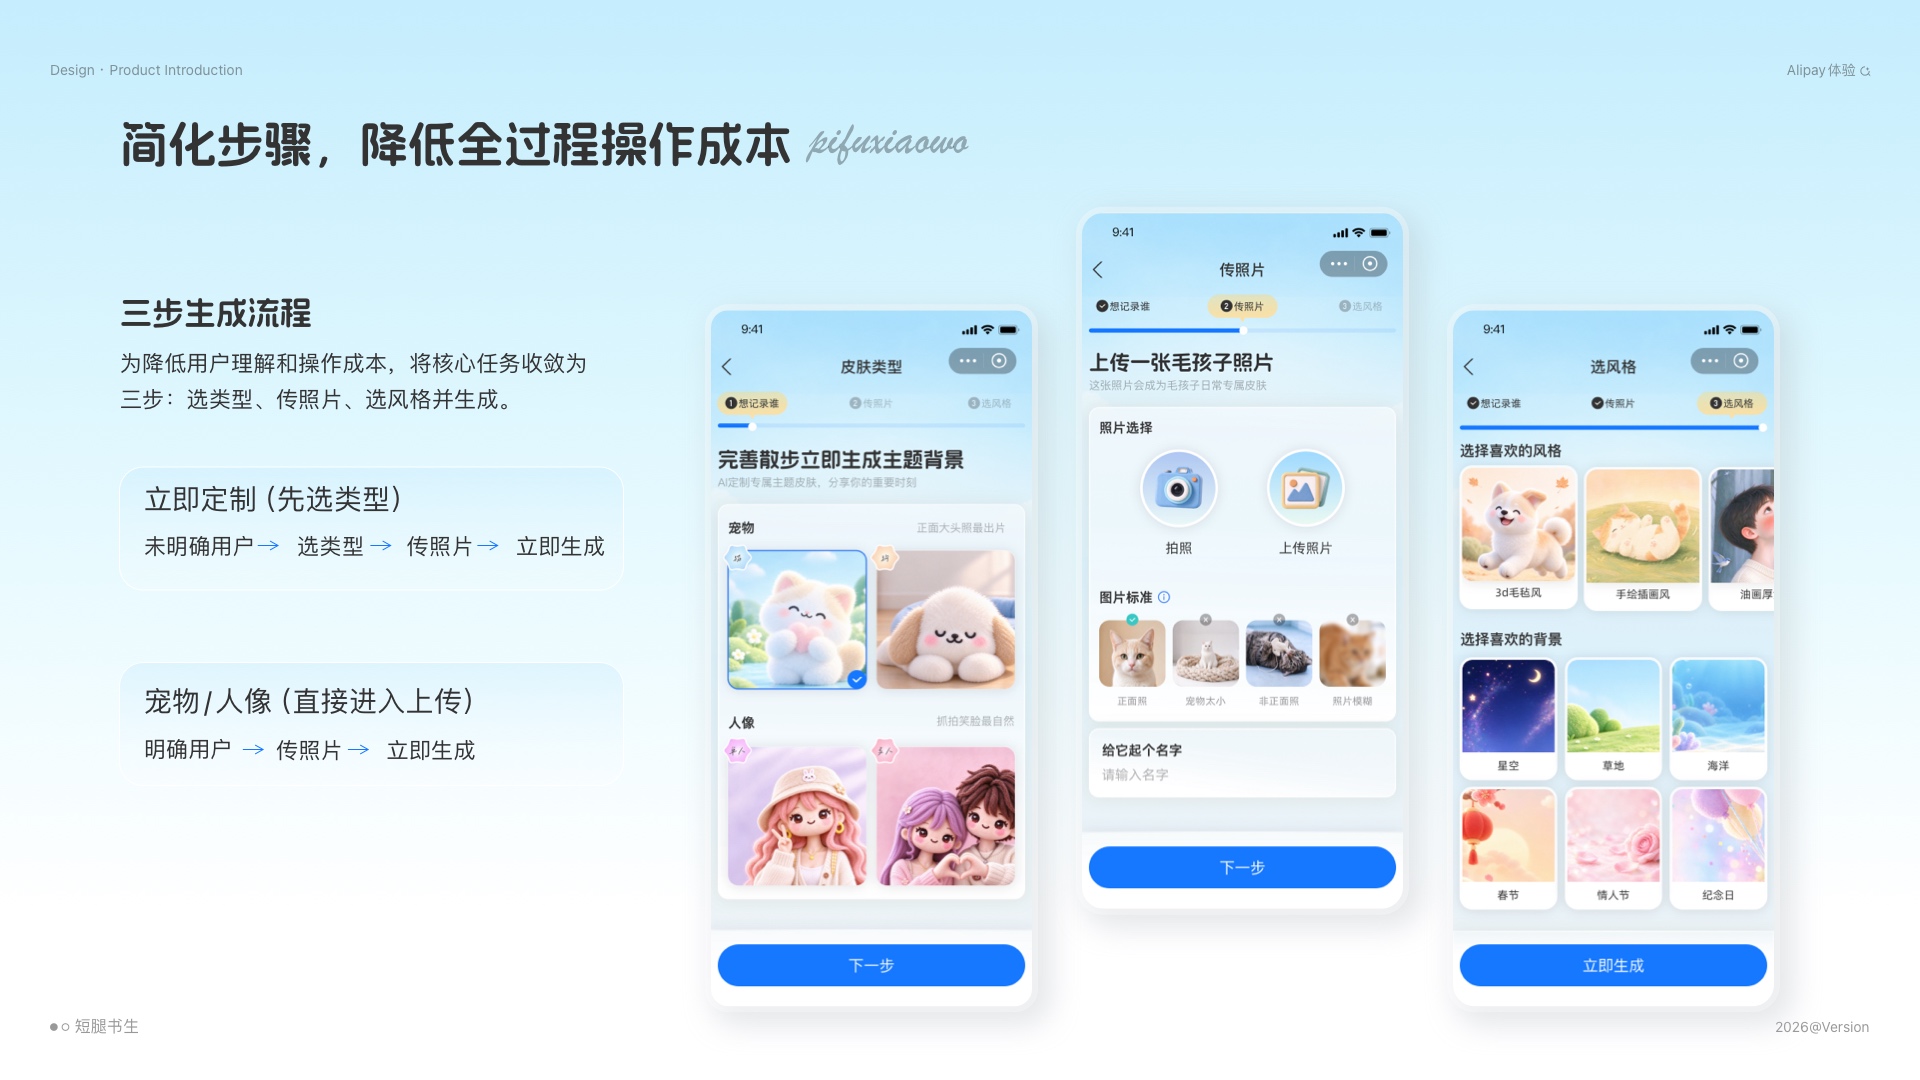 Design · Product Introduction
Alipay体验
简化步骤，降低全过程操作成本 pifuxiaowo
三步生成流程
为降低用户理解和操作成本，将核心任务收敛为
三步：选类型、传照片、选风格并生成。
立即定制（先选类型）
未明确用户→ 选类型→ 传照片→ 立即生成
宠物/人像（直接进入上传）
明确用户 → 传照片→ 立即生成
9:41
皮肤类型
1想记录谁
2传照片
3选风格
完善散步立即生成主题背景
AI定制专属主题皮肤，分享你的重要时刻
宠物
正面大头照最出片
人像
抓拍笑脸最自然
下一步
9:41
传照片
想记录谁
2传照片
3选风格
上传一张毛孩子照片
这张照片会成为毛孩子日常专属皮肤
照片选择
拍照
上传照片
图片标准
正面照
宠物太小
非正面照
照片模糊
给它起个名字
请输入名字
下一步
9:41
选风格
想记录谁
传照片
3选风格
选择喜欢的风格
3d毛毡风
手绘插画风
油画厚
选择喜欢的背景
星空
草地
海洋
春节
情人节
纪念日
立即生成
短腿书生
2026@Version